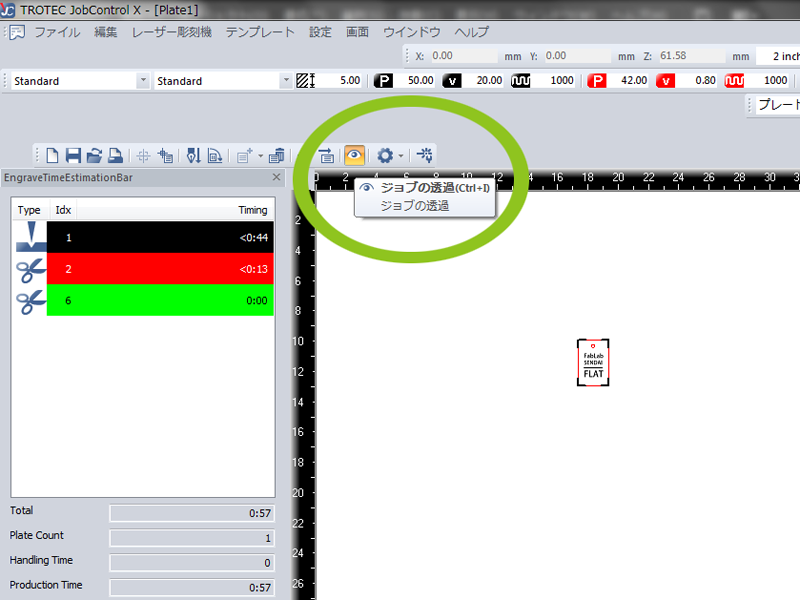 TROTEC JobControl X - [Plate1]
ファイル 編集 レーザー彫刻機 テンプレート 設定 画面 ウインドウ ヘルプ
X: 0.00 mm Y: 0.00 mm Z: 61.58 mm 2 inch
Standard Standard 5.00 P 50.00 v 20.00 1000 P 42.00 v 0.80 1000
プレート
EngraveTimeEstimationBar
0 2 4 6 8 10 12 14 16 18 20 22 24 26 28 30 3
ジョブの透過(Ctrl+I)
ジョブの透過
Type Idx Timing
1 <0:44
2 <0:13
6 0:00
2
4
6
8
10
12
14
16
18
20
22
24
26
FabLab
SENDAI
FLAT
Total 0:57
Plate Count 1
Handling Time 0
Production Time 0:57